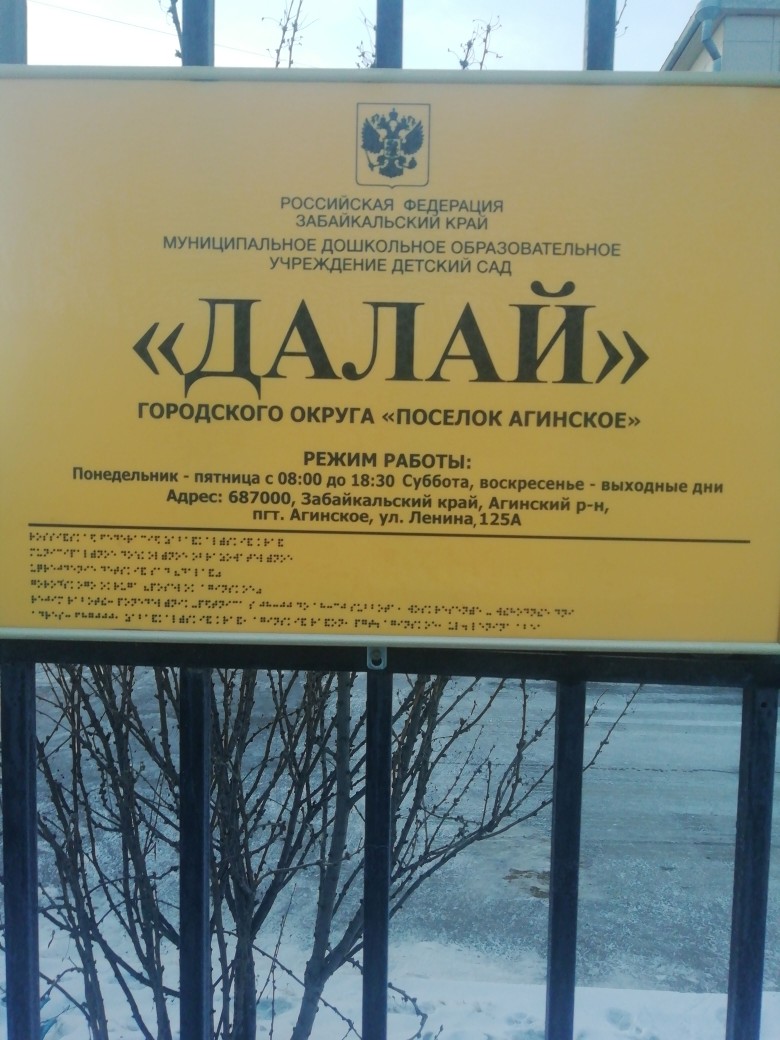 РОССИЙСКАЯ ФЕДЕРАЦИЯ
ЗАБАЙКАЛЬСКИЙ КРАЙ
МУНИЦИПАЛЬНОЕ ДОШКОЛЬНОЕ ОБРАЗОВАТЕЛЬНОЕ
УЧРЕЖДЕНИЕ ДЕТСКИЙ САД
«ДАЛАЙ»
ГОРОДСКОГО ОКРУГА «ПОСЕЛОК АГИНСКОЕ»
РЕЖИМ РАБОТЫ:
Понедельник - пятница с 08:00 до 18:30 Суббота, воскресенье - выходные дни
Адрес: 687000, Забайкальский край, Агинский р-н,
пгт. Агинское, ул. Ленина,125А